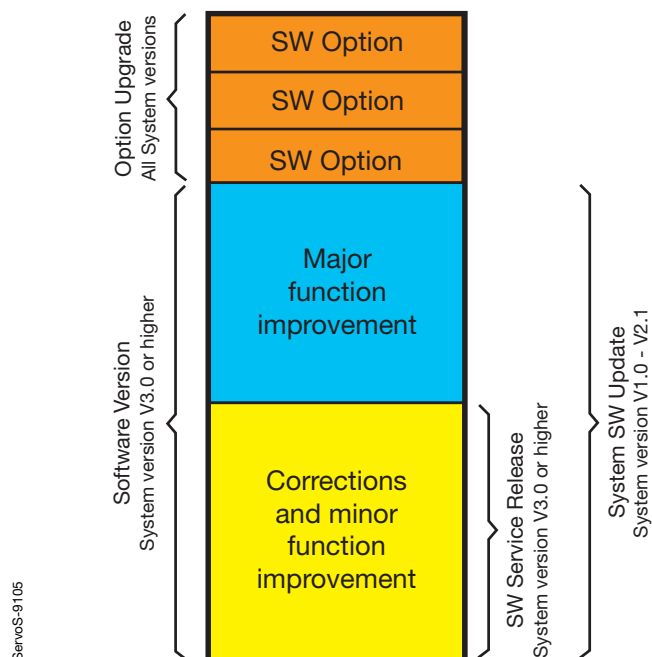 Option Upgrade
All System versions
SW Option
SW Option
SW Option
Software Version
System version V3.0 or higher
Major
function
improvement
Corrections
and minor
function
improvement
SW Service Release
System version V3.0 or higher
System SW Update
System version V1.0 - V2.1
ServoS-9105